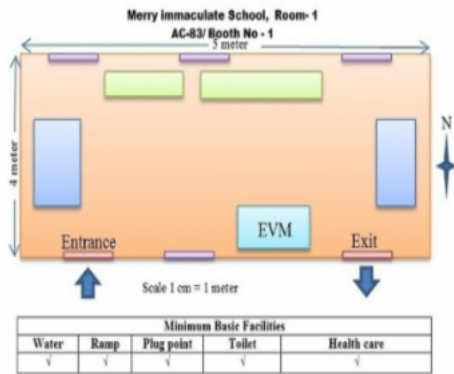 Merry immaculate School, Room- 1
AC-83/ Booth No - 1
5 meter
4 meter
N
Entrance
EVM
Exit
Scale 1 cm = 1 meter
Minimum Basic Facilities
Water Ramp Plug point Toilet Health care
√ √ √ √ √